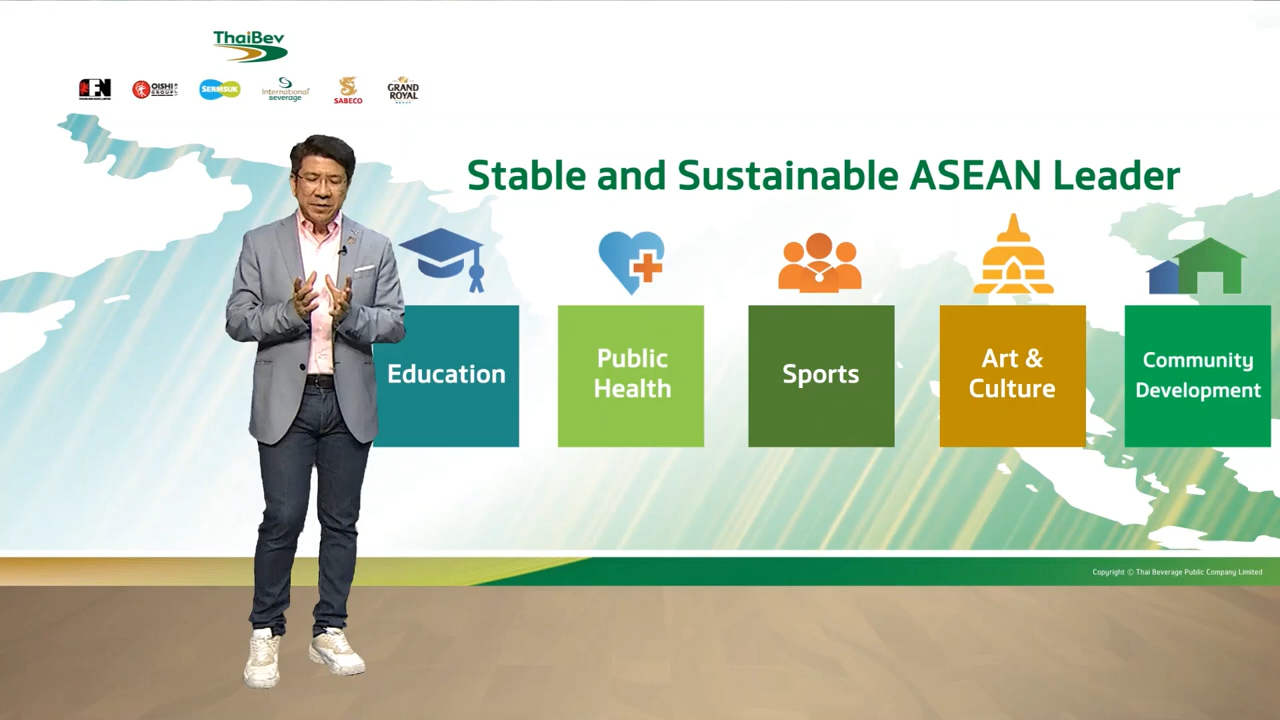 ThaiBev
OISHI
GROUP
SERMSUK
International
Beverage
SABECO
GRAND
ROYAL
Stable and Sustainable ASEAN Leader
Education
Public
Health
Sports
Art &
Culture
Community
Development
Copyright © Thai Beverage Public Company Limited